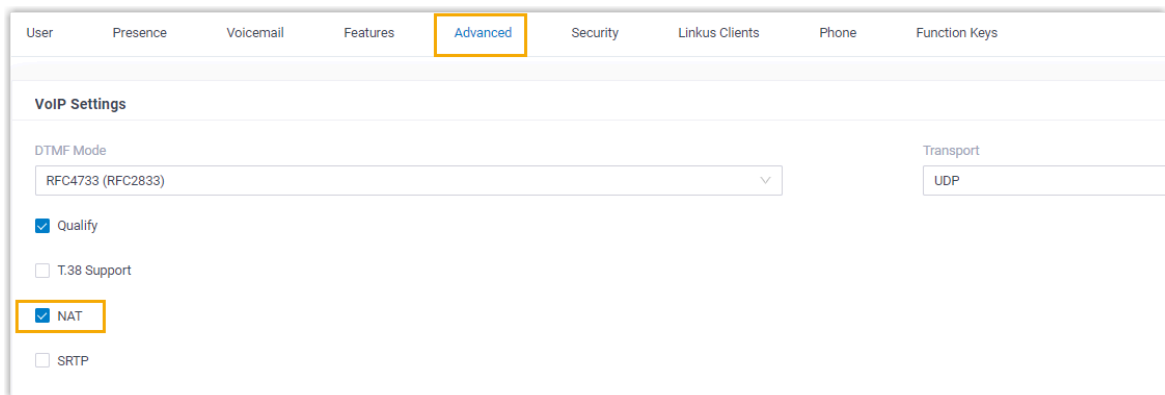 User Presence Voicemail Features Advanced Security Linkus Clients Phone Function Keys
VoIP Settings
DTMF Mode Transport
RFC4733 (RFC2833) UDP
Qualify
T.38 Support
NAT
SRTP